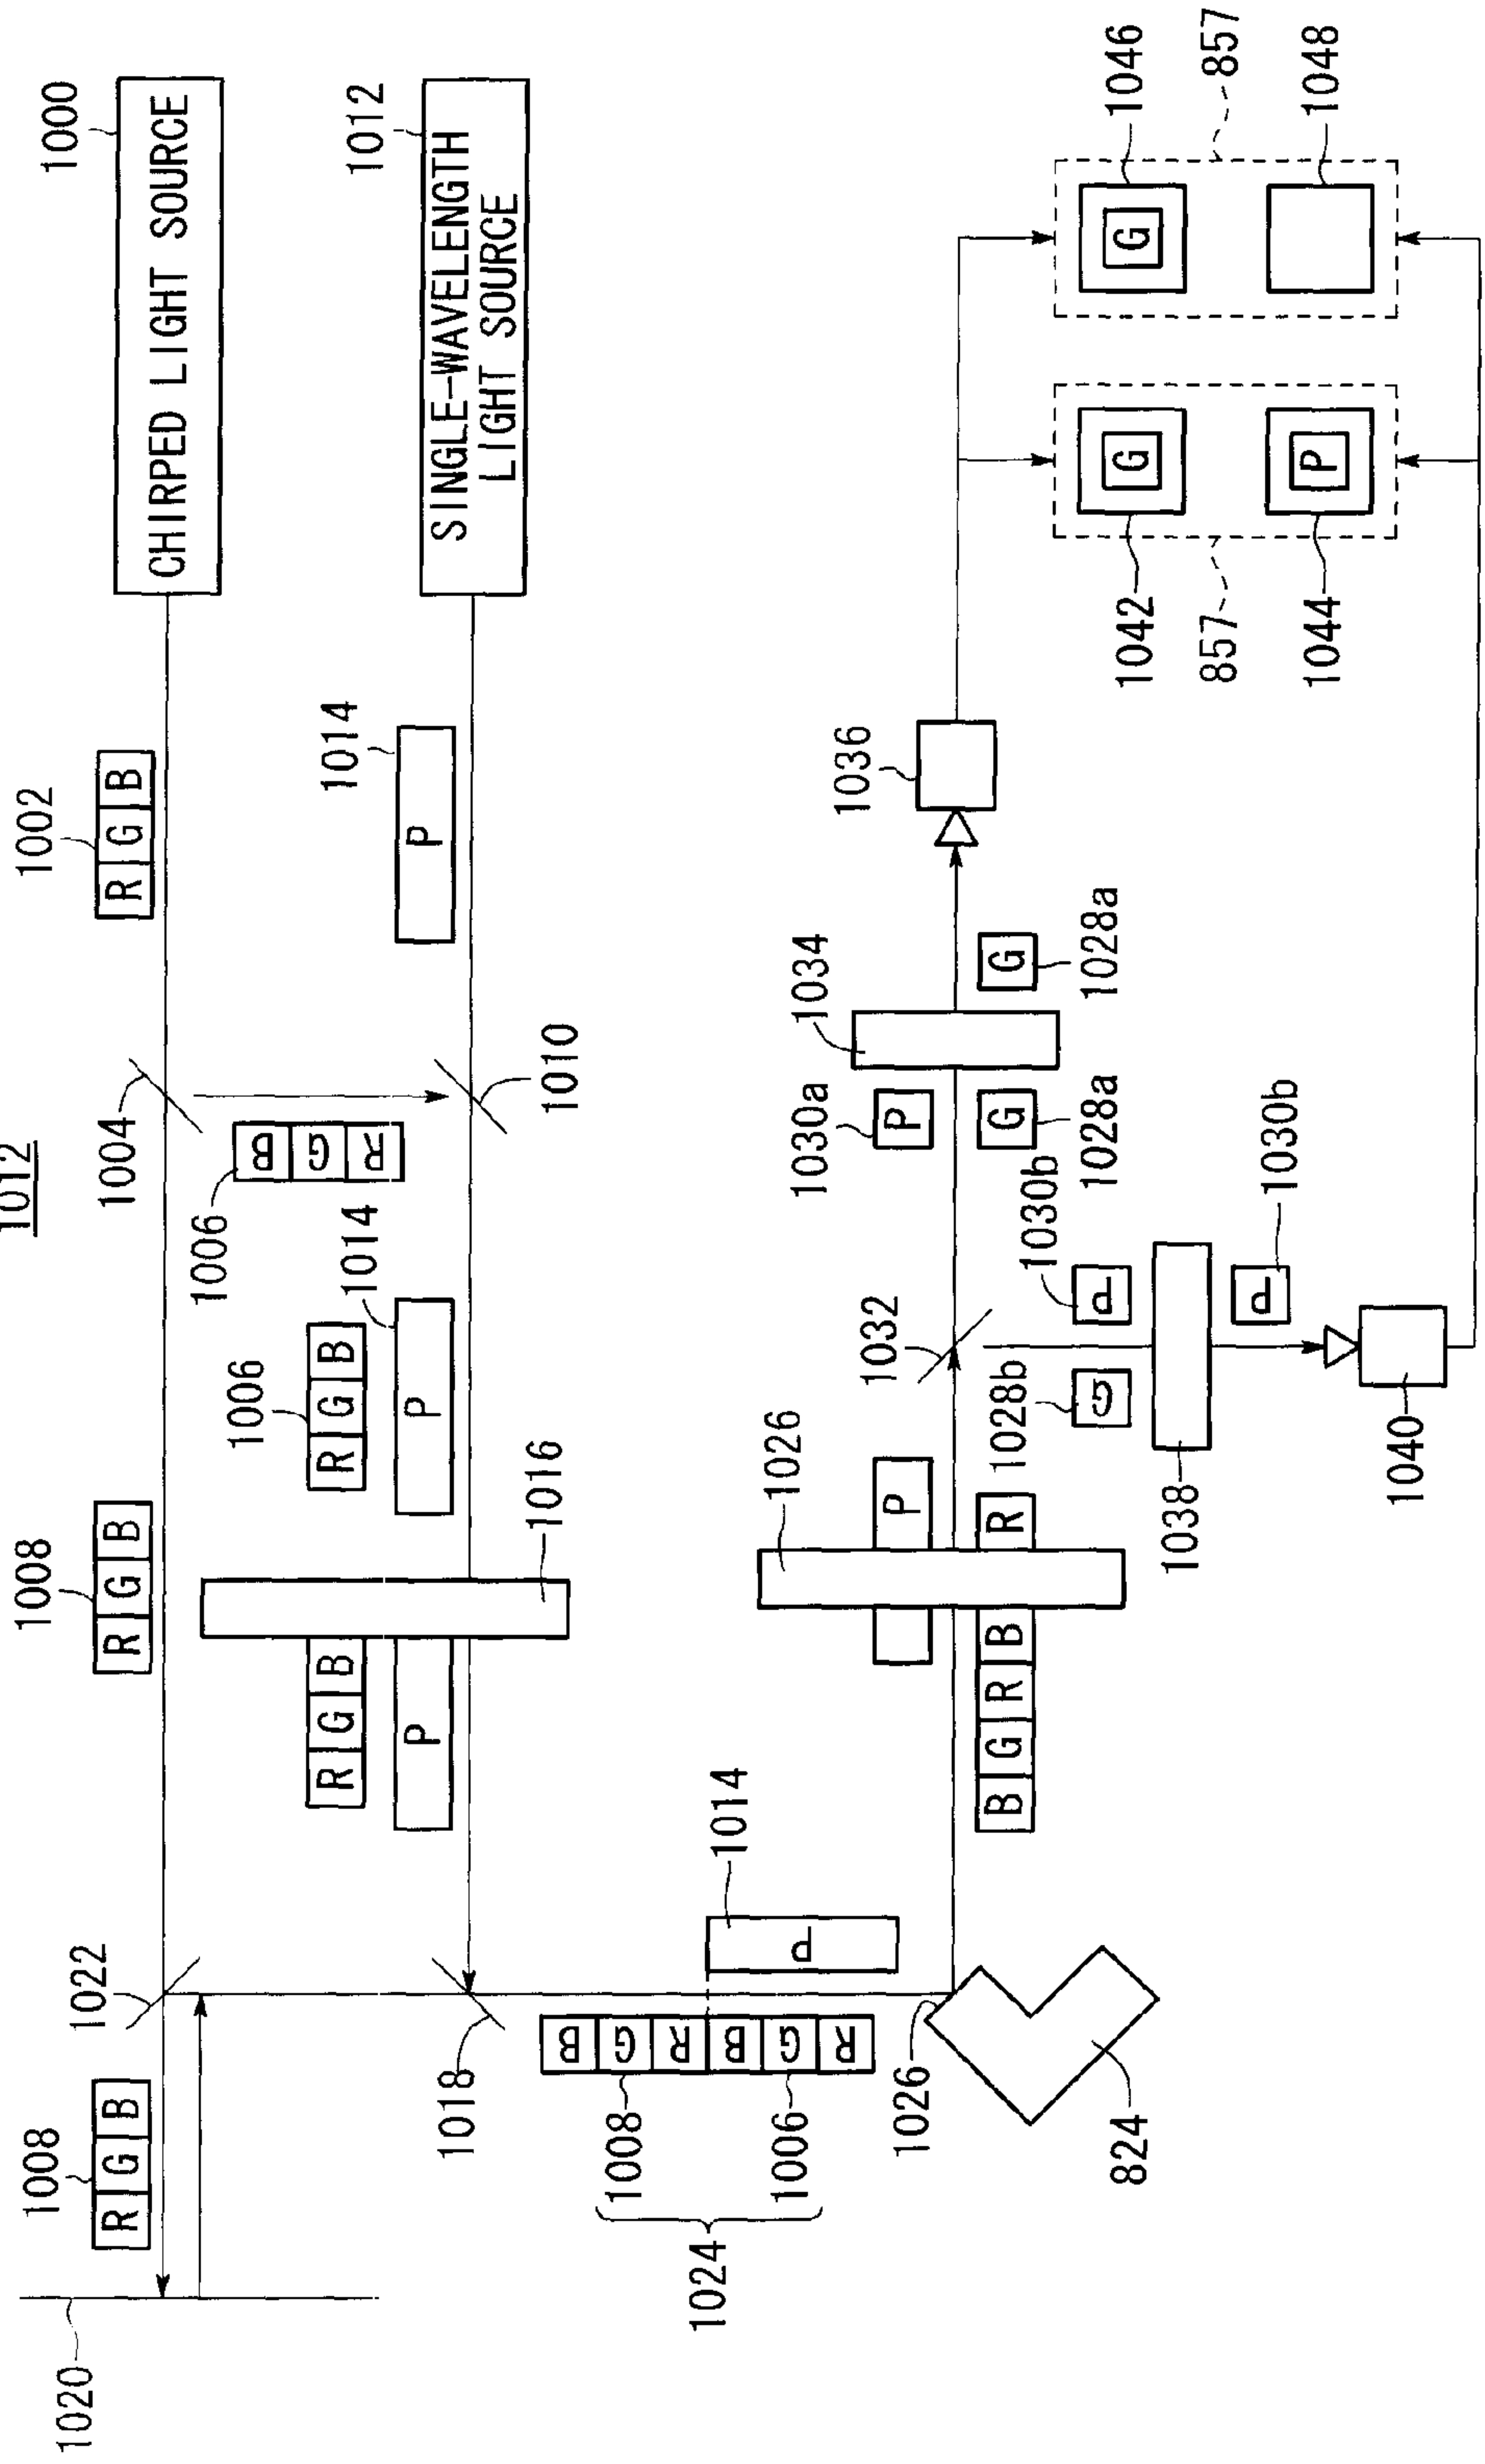 1012
1020
1008
R G B
1022
1008
R G B
1004
1002
R G B
1000
CHIRPED LIGHT SOURCE
1006
B G R
1006
R G B
1014
P
R G B
P
1016
1010
1014
P
1012
SINGLE-WAVELENGTH
LIGHT SOURCE
1018
B G R B G R
1008
1006
1024
1014
P
1026
824
1026
P
B G R B
R
1032
1030a
P
1034
G
1028a
G
1028a
1036
1028b
G
1030b
P
1038
P
1030b
1040
G
1042
857
P
1044
G
1046
857
1048